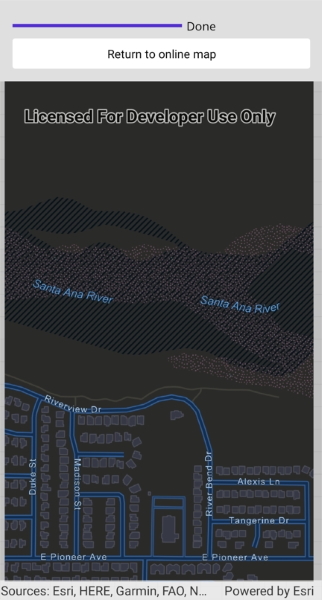 Done
Return to online map
Licensed For Developer Use Only
Santa Ana River
Santa Ana River
Riverview Dr
Duke St
Madison St
River Bend Dr
Alexis Ln
Tangerine Dr
E Pioneer Ave
E Pioneer Ave
Sources: Esri, HERE, Garmin, FAO, N...
Powered by Esri